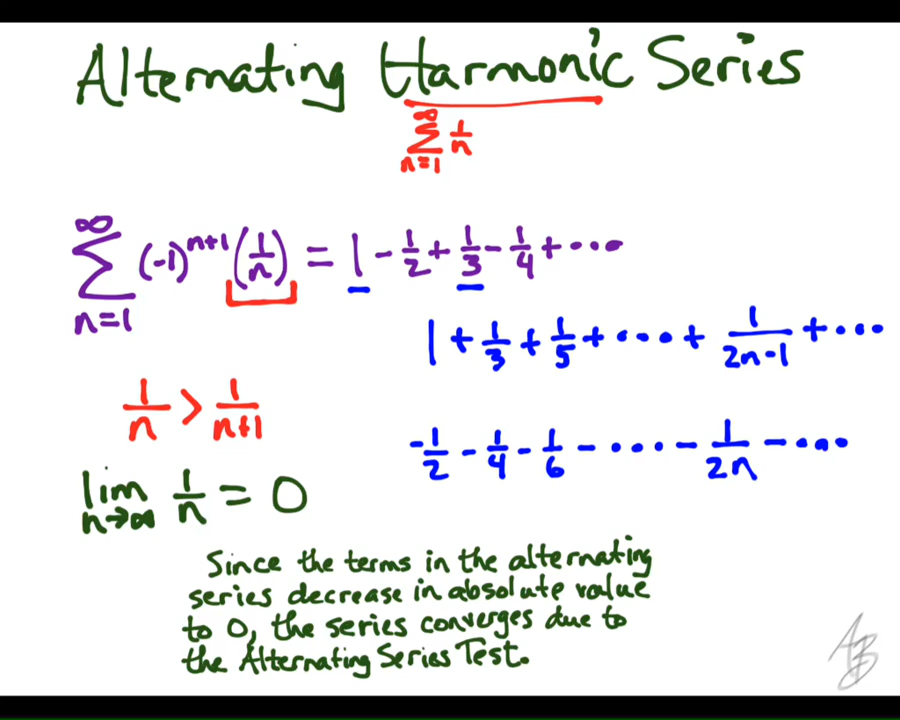 Alternating Harmonic Series
∞
∑ 1/n
n=1
∞
∑ (-1)^{n+1} (1/n) = 1 - 1/2 + 1/3 - 1/4 + ···
n=1
1 + 1/3 + 1/5 + ··· + 1/(2n-1) + ···
1/n > 1/(n+1)
-1/2 - 1/4 - 1/6 - ··· - 1/(2n) - ···
lim n→∞ 1/n = 0
Since the terms in the alternating
series decrease in absolute value
to 0, the series converges due to
the Alternating Series Test.